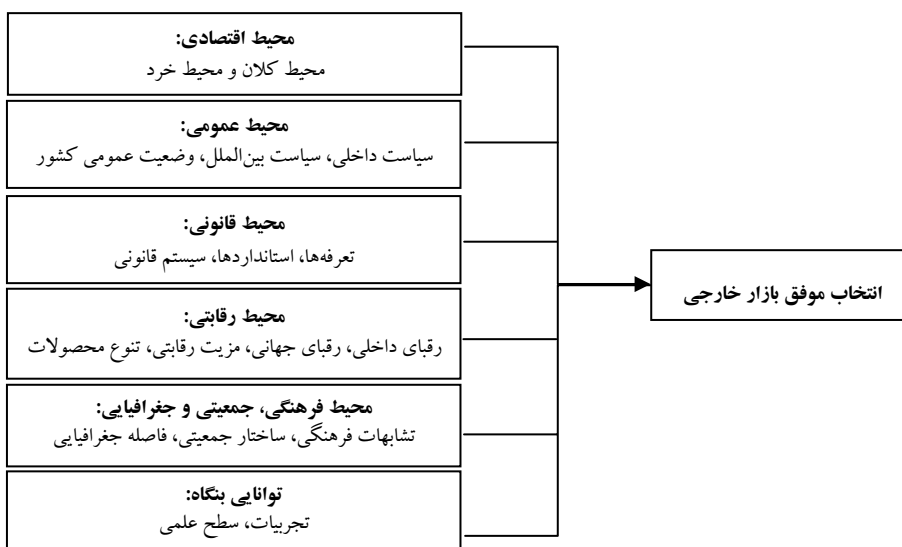 محیط اقتصادی:
محیط کلان و محیط خرد
محیط عمومی:
سیاست داخلی، سیاست بین‌الملل، وضعیت عمومی کشور
محیط قانونی:
تعرفه‌ها، استانداردها، سیستم قانونی
محیط رقابتی:
رقبای داخلی، رقبای جهانی، مزیت رقابتی، تنوع محصولات
محیط فرهنگی، جمعیتی و جغرافیایی:
تشابهات فرهنگی، ساختار جمعیتی، فاصله جغرافیایی
توانایی بنگاه:
تجربیات، سطح علمی
انتخاب موفق بازار خارجی